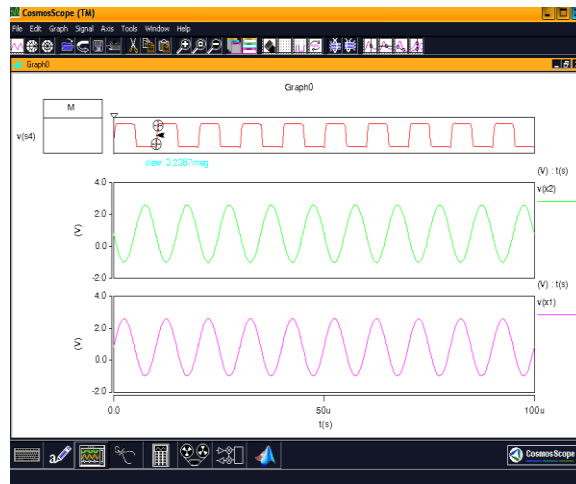 CosmosScope (TM)
File Edit Graph Signal Axis Tools Window Help
Graph0
Graph0
M
v(s4)
slew: 3.2387meg
(V) : t(s)
v(x2)
4.0
2.0
0.0
-2.0
(V)
(V) : t(s)
v(x1)
4.0
2.0
0.0
-2.0
(V)
0.0 50u 100u
t(s)
CosmosScope